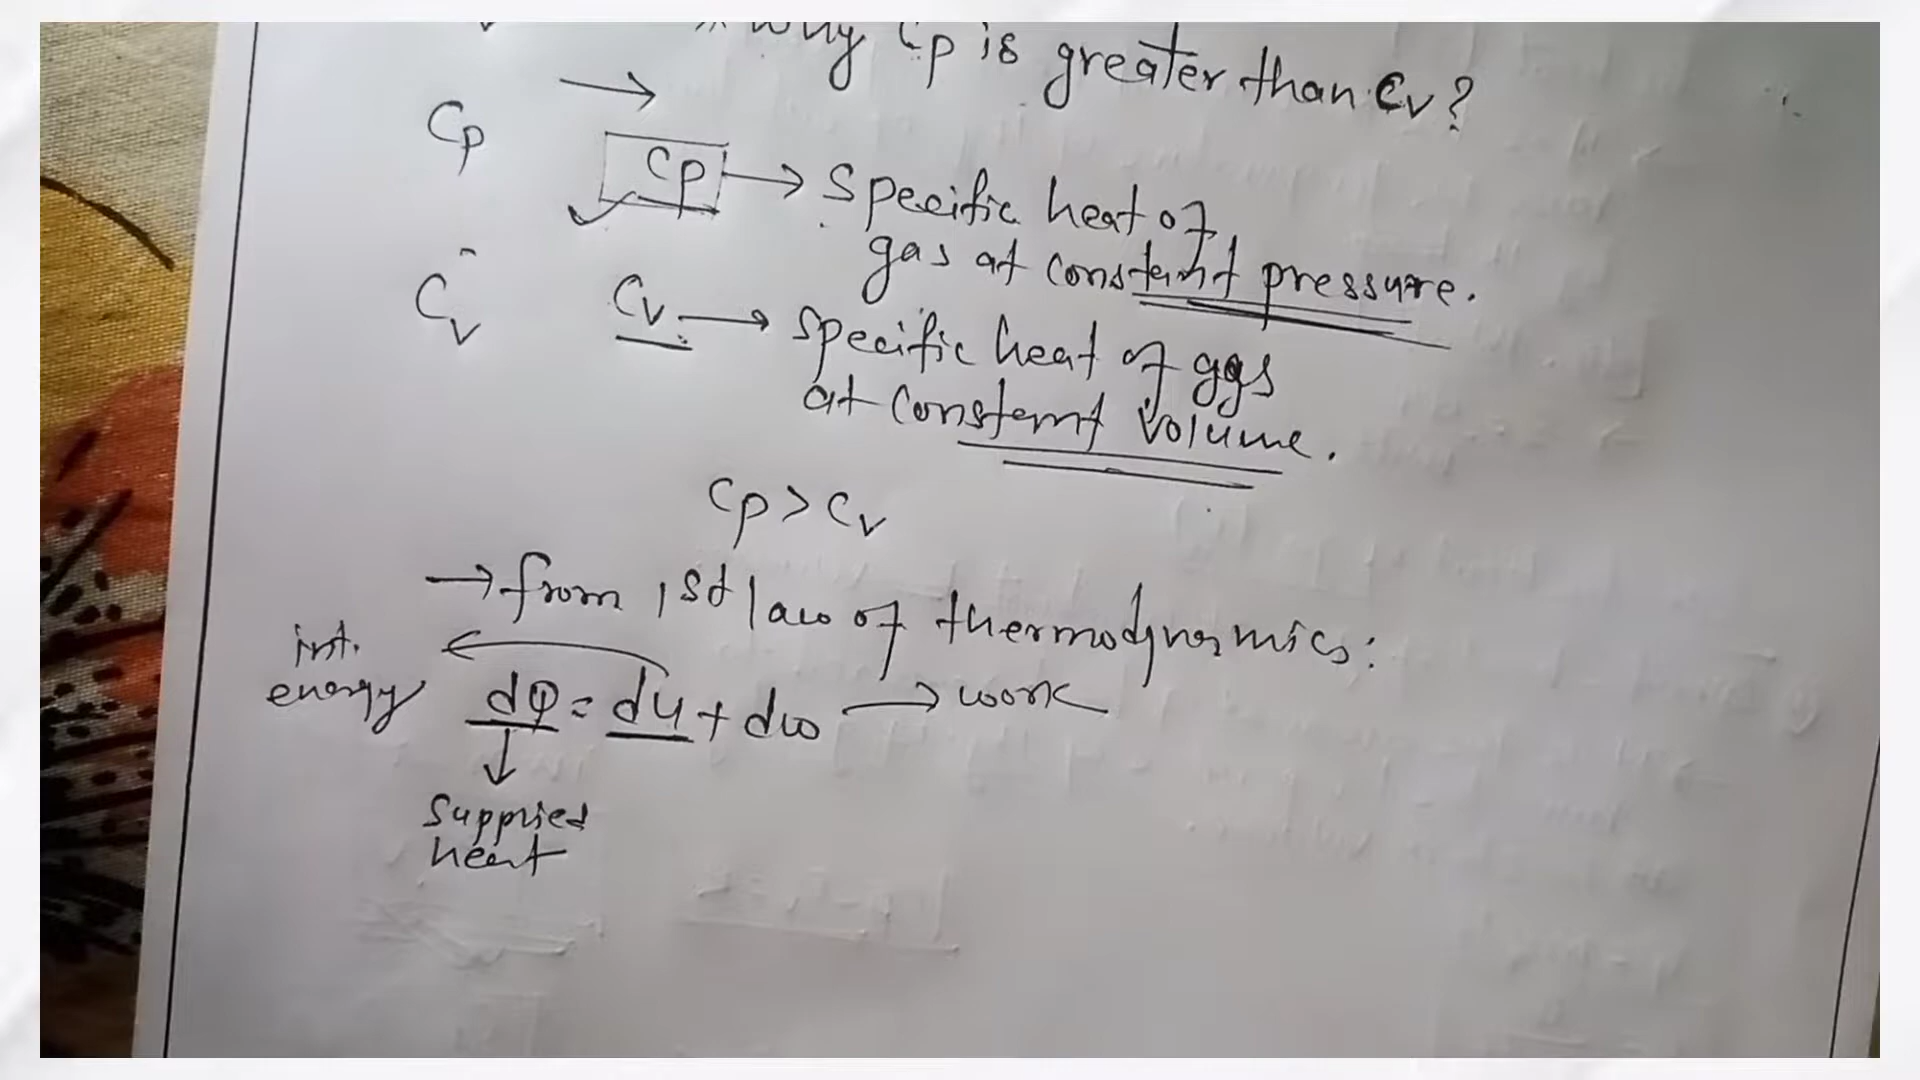 Why Cp is greater than Cv?
Cp
Cp → Specific heat of
gas at constant pressure.
Cv
Cv → Specific heat of gas
at constant volume.
Cp > Cv
→ from 1st law of thermodynamics:
int.
energy
dQ = du + dw → work
Supplied
heat